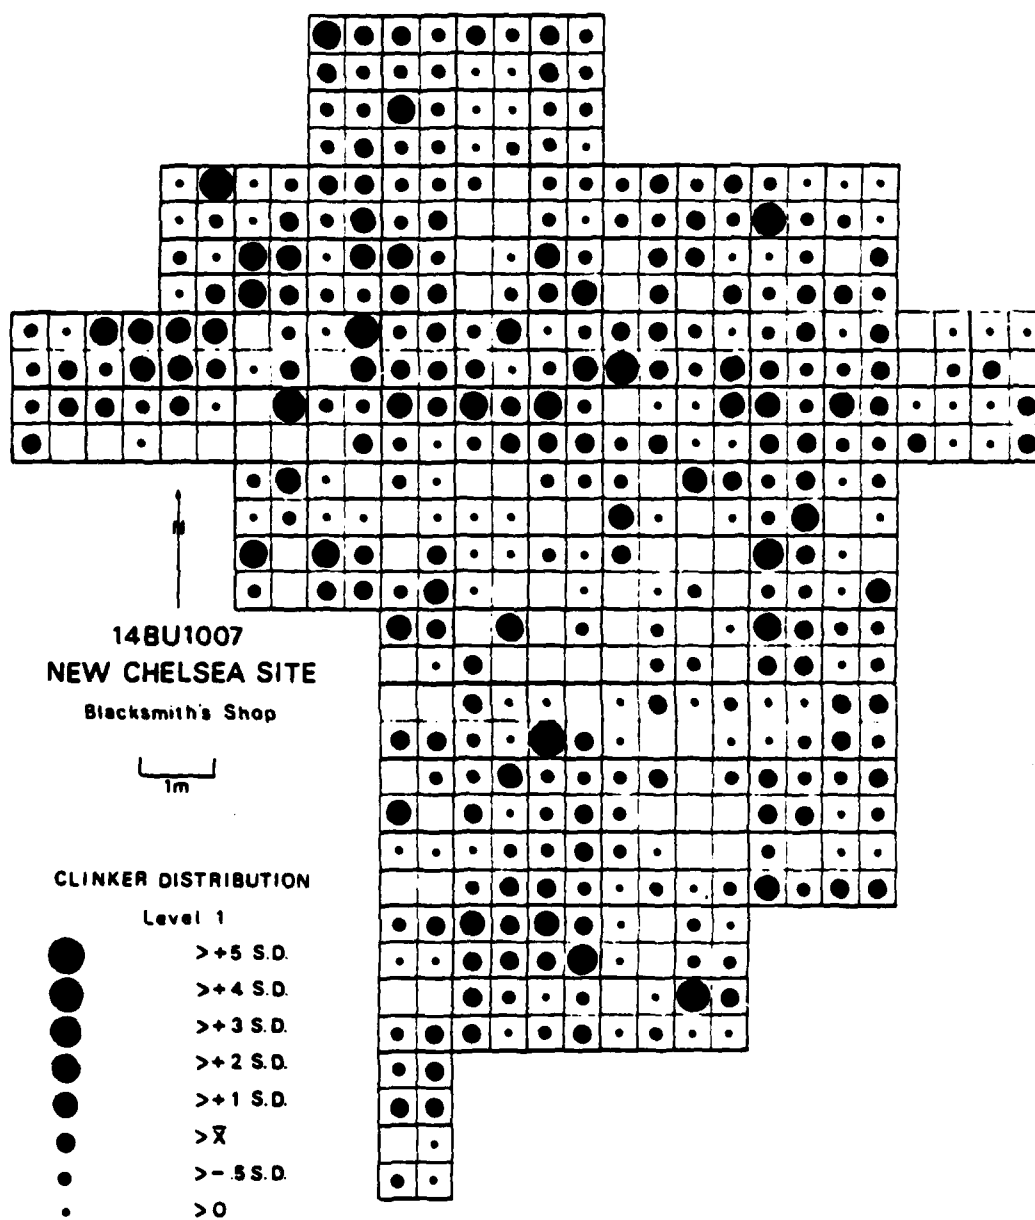 N
14BU1007
NEW CHELSEA SITE
Blacksmith's Shop
1m
CLINKER DISTRIBUTION
Level 1
>+5 S.D.
>+4 S.D.
>+3 S.D.
>+2 S.D.
>+1 S.D.
>X̅
>-.5 S.D.
>0